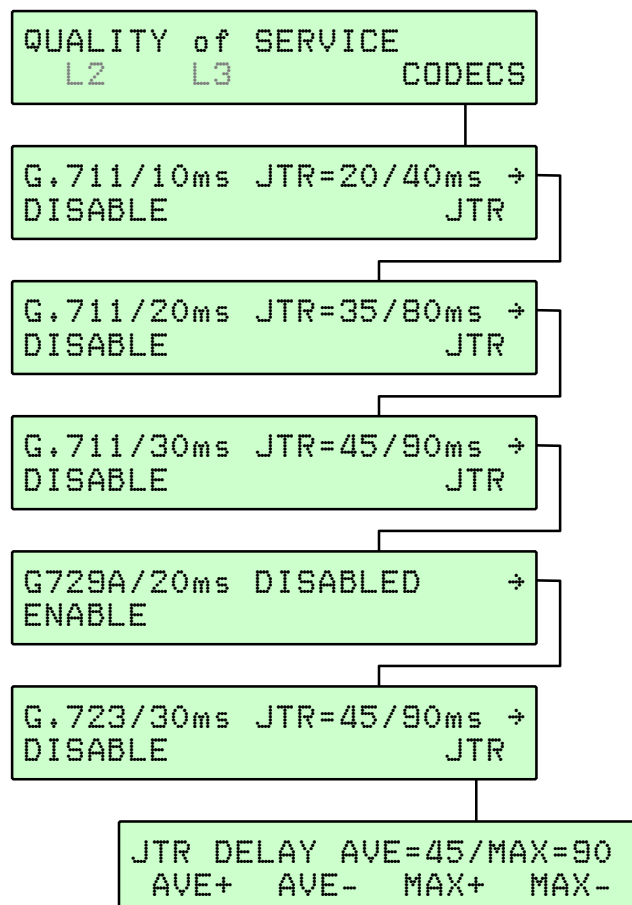 QUALITY of SERVICE
L2 L3 CODECS
G.711/10ms JTR=20/40ms →
DISABLE JTR
G.711/20ms JTR=35/80ms →
DISABLE JTR
G.711/30ms JTR=45/90ms →
DISABLE JTR
G729A/20ms DISABLED →
ENABLE
G.723/30ms JTR=45/90ms →
DISABLE JTR
JTR DELAY AVE=45/MAX=90
AVE+ AVE- MAX+ MAX-